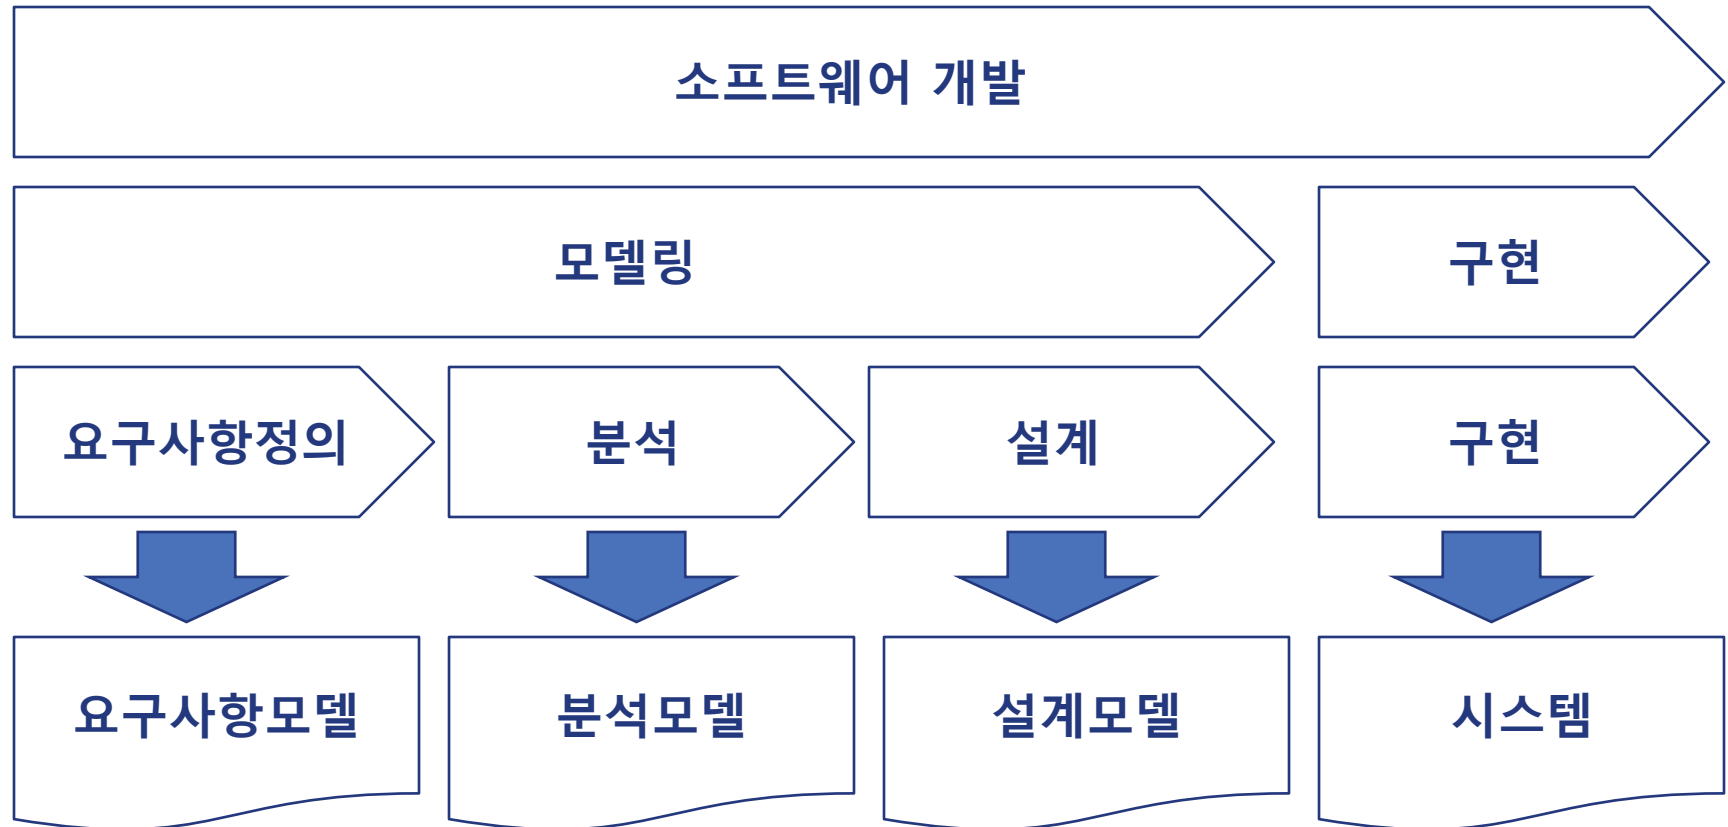 소프트웨어 개발
모델링
구현
요구사항정의
분석
설계
구현
요구사항모델
분석모델
설계모델
시스템